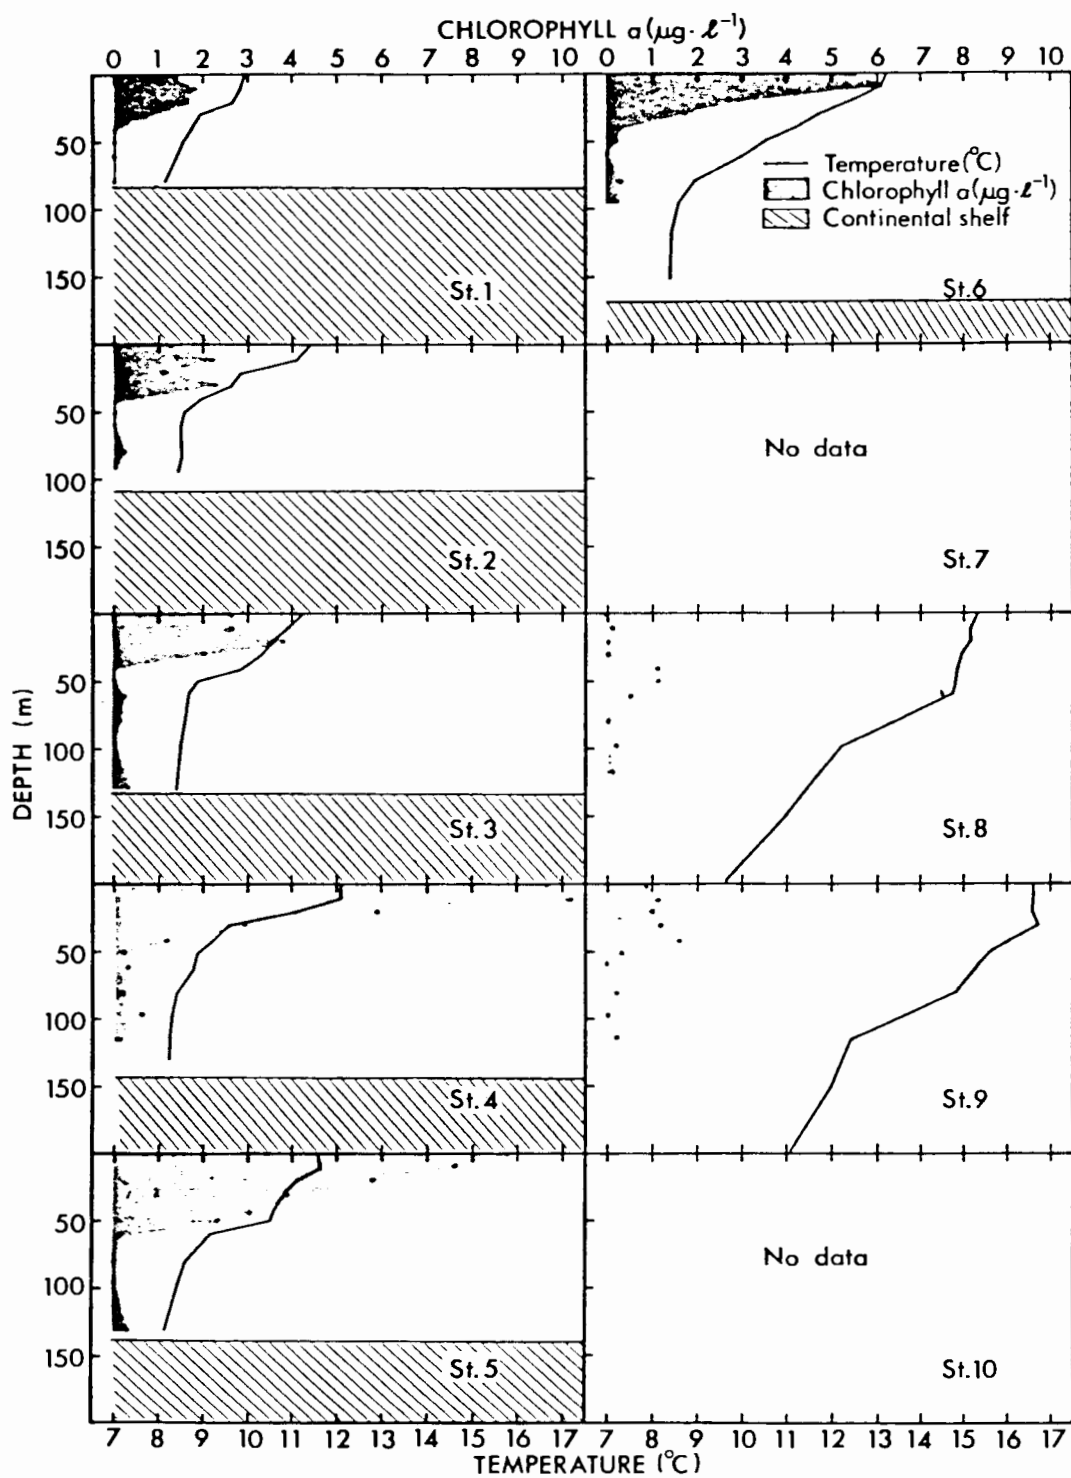 CHLOROPHYLL a (μg·ℓ⁻¹)
0 1 2 3 4 5 6 7 8 9 10
0 1 2 3 4 5 6 7 8 9 10
50
100
150
St.1
Temperature (°C)
Chlorophyll a (μg·ℓ⁻¹)
Continental shelf
St.6
50
100
150
St.2
No data
St.7
DEPTH (m)
50
100
150
St.3
St.8
50
100
150
St.4
St.9
50
100
150
St.5
No data
St.10
7 8 9 10 11 12 13 14 15 16 17
7 8 9 10 11 12 13 14 15 16 17
TEMPERATURE (°C)